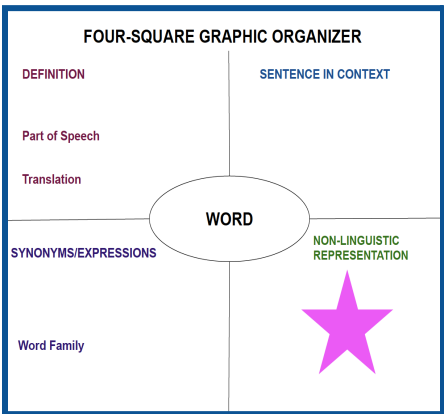 FOUR-SQUARE GRAPHIC ORGANIZER
DEFINITION
Part of Speech
Translation
SENTENCE IN CONTEXT
WORD
SYNONYMS/EXPRESSIONS
Word Family
NON-LINGUISTIC
REPRESENTATION